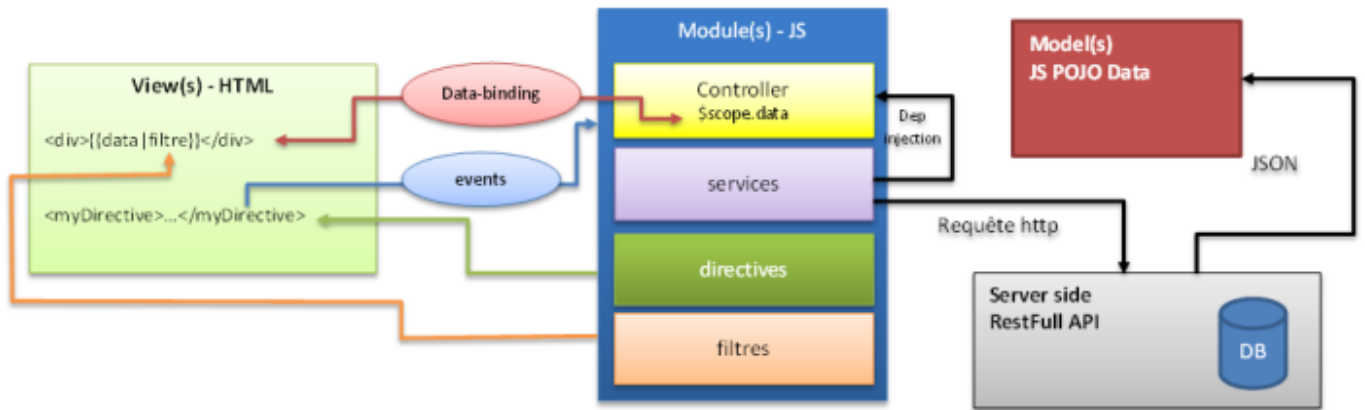 View(s) - HTML
<div>{{data|filtre}}</div>
<myDirective>...</myDirective>
Data-binding
events
Module(s) - JS
Controller
$scope.data
services
directives
filtres
Dep
injection
Requête http
Model(s)
JS POJO Data
JSON
Server side
RestFull API
DB